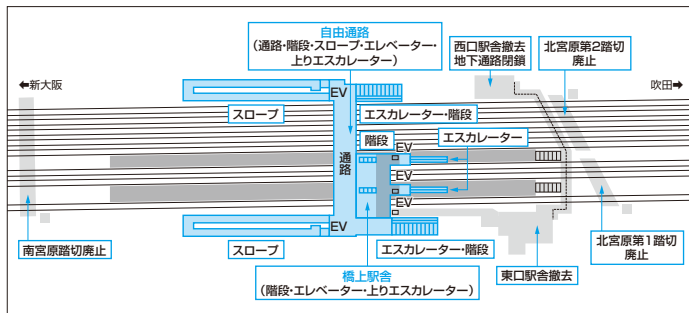 自由通路
(通路・階段・スロープ・エレベーター・
上りエスカレーター)
西口駅舎撤去
地下通路閉鎖
北宮原第2踏切
廃止
←新大阪
吹田→
EV
スロープ
エスカレーター・階段
階段
エスカレーター
EV
通路
EV
EV
EV
南宮原踏切廃止
スロープ
エスカレーター・階段
北宮原第1踏切
廃止
東口駅舎撤去
橋上駅舎
(階段・エレベーター・上りエスカレーター)